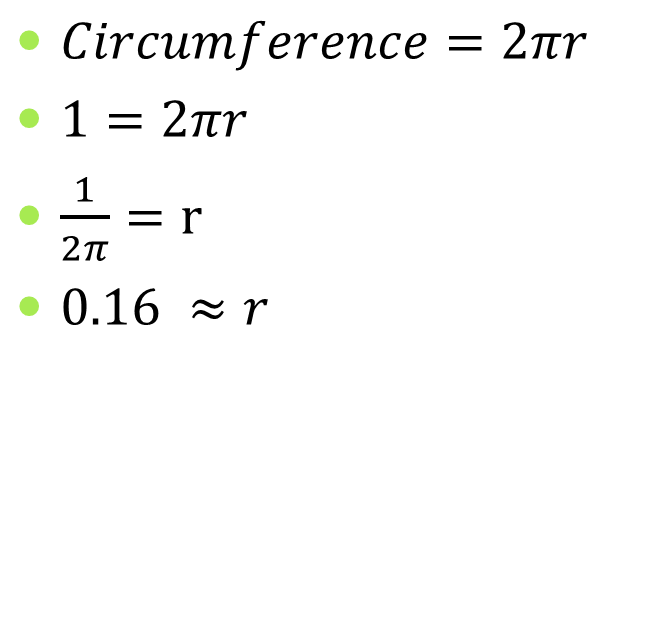 • Circumference = 2πr
• 1 = 2πr
• 1/2π = r
• 0.16 ≈ r